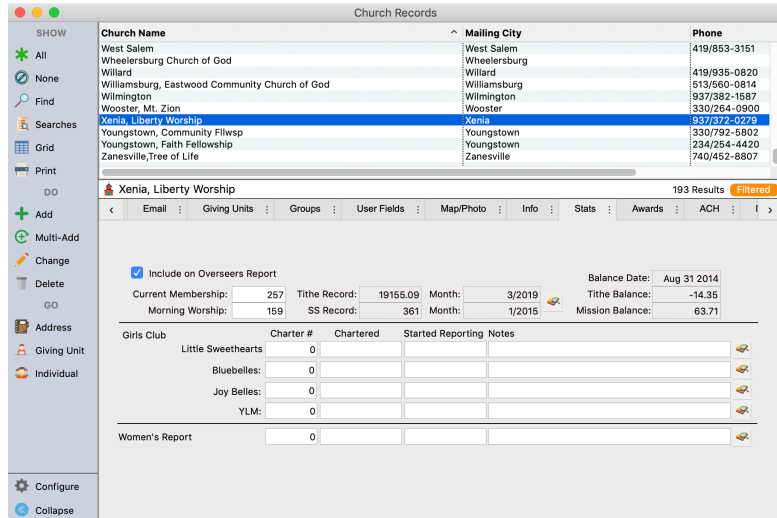 Church Records
SHOW
All
None
Find
Searches
Grid
Print
DO
Add
Multi-Add
Change
Delete
GO
Address
Giving Unit
Individual
Configure
Collapse
Church Name Mailing City Phone
West Salem West Salem 419/853-3151
Wheelersburg Church of God Wheelersburg
Willard Willard 419/935-0820
Williamsburg, Eastwood Community Church of God Williamsburg 513/560-0814
Wilmington Wilmington 937/382-1587
Wooster, Mt. Zion Wooster 330/264-0900
Xenia, Liberty Worship Xenia 937/372-0279
Youngstown, Community Fllwsp Youngstown 330/792-5802
Youngstown, Faith Fellowship Youngstown 234/254-4420
Zanesville,Tree of Life Zanesville 740/452-8807
Xenia, Liberty Worship 193 Results Filtered
Email Giving Units Groups User Fields Map/Photo Info Stats Awards ACH
Include on Overseers Report
Balance Date: Aug 31 2014
Current Membership: 257 Tithe Record: 19155.09 Month: 3/2019 Tithe Balance: -14.35
Morning Worship: 159 SS Record: 361 Month: 1/2015 Mission Balance: 63.71
Girls Club Charter # Chartered Started Reporting Notes
Little Sweethearts 0
Bluebelles: 0
Joy Belles: 0
YLM: 0
Women's Report 0